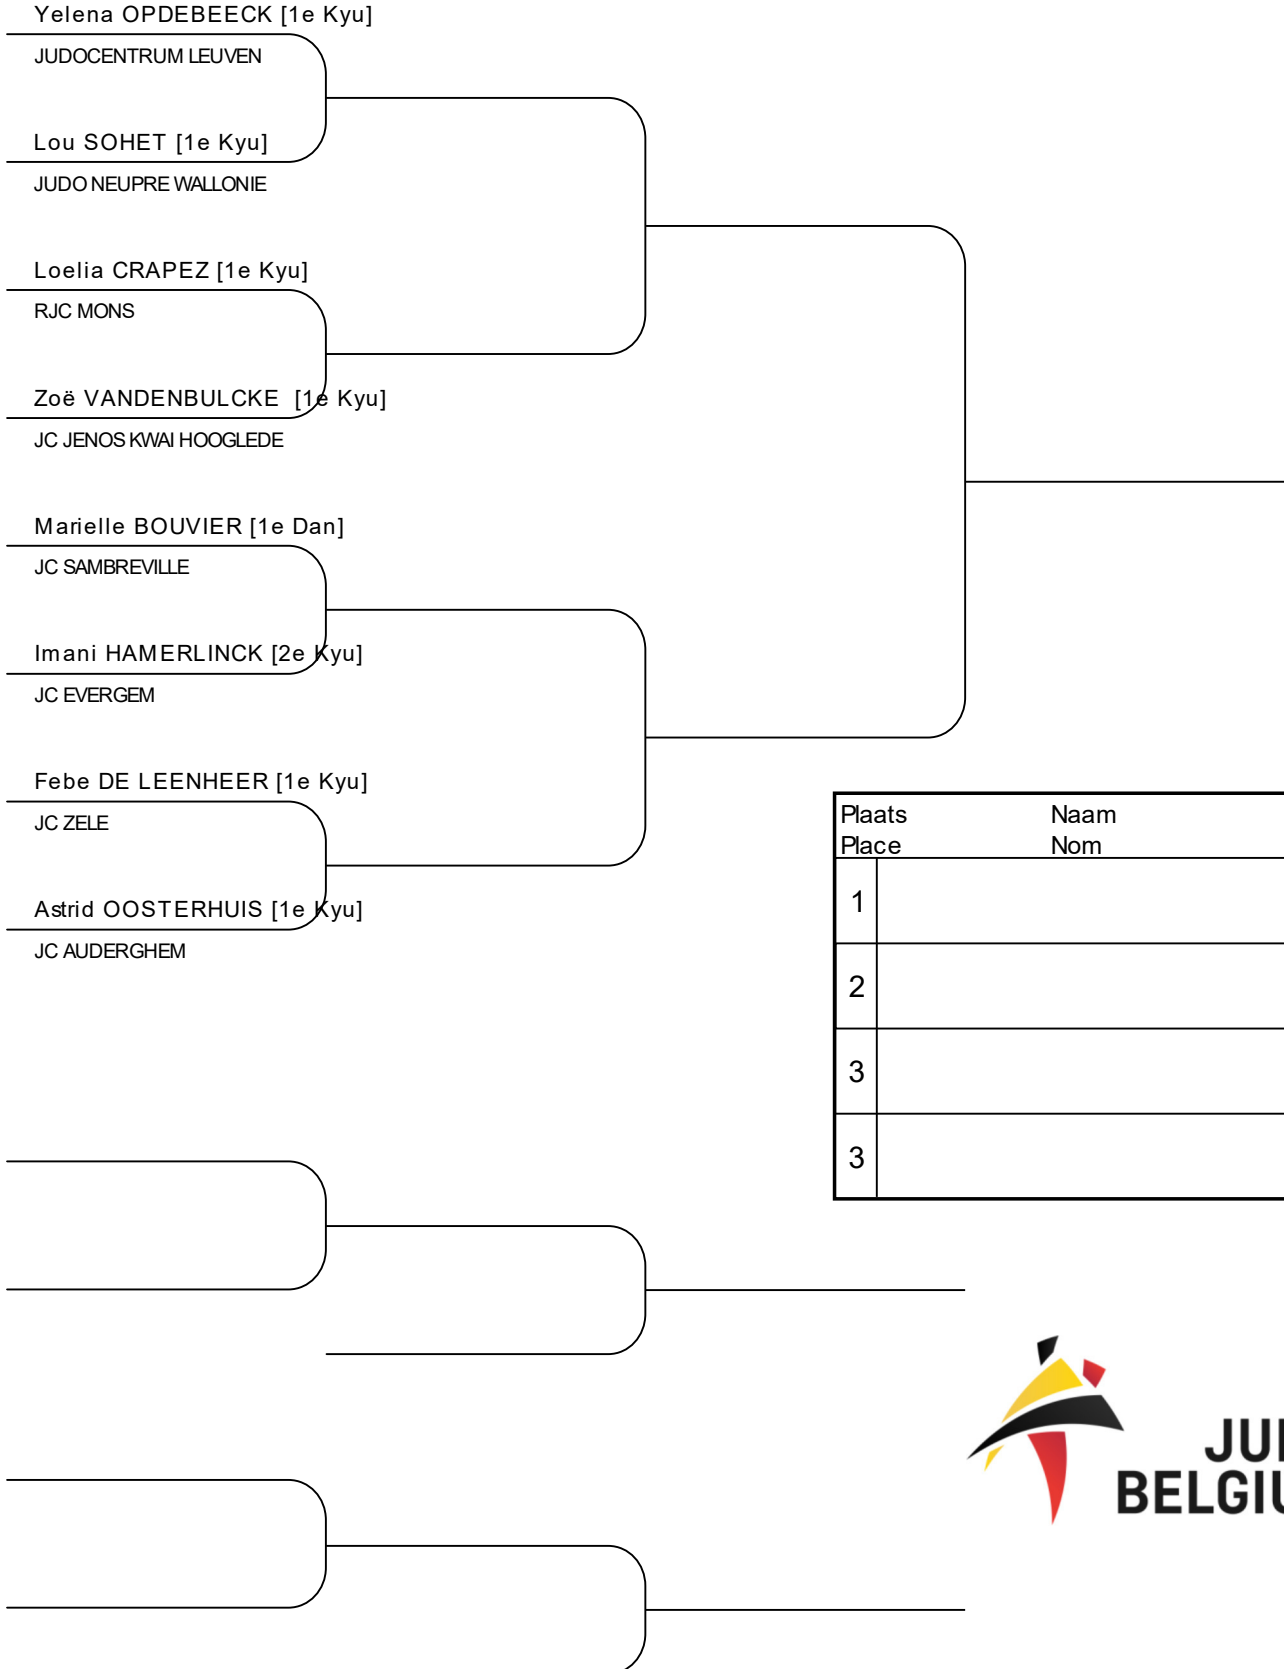 Yelena OPDEBEECK [1e Kyu]
JUDOCENTRUM LEUVEN
Lou SOHET [1e Kyu]
JUDO NEUPRE WALLONIE
Loelia CRAPEZ [1e Kyu]
RJC MONS
Zoë VANDENBULCKE [1e Kyu]
JC JENOS KWAI HOOGLEDE
Marielle BOUVIER [1e Dan]
JC SAMBREVILLE
Imani HAMERLINCK [2e Kyu]
JC EVERGEM
Febe DE LEENHEER [1e Kyu]
JC ZELE
Astrid OOSTERHUIS [1e Kyu]
JC AUDERGHEM
Plaats Naam
Place Nom
1
2
3
3